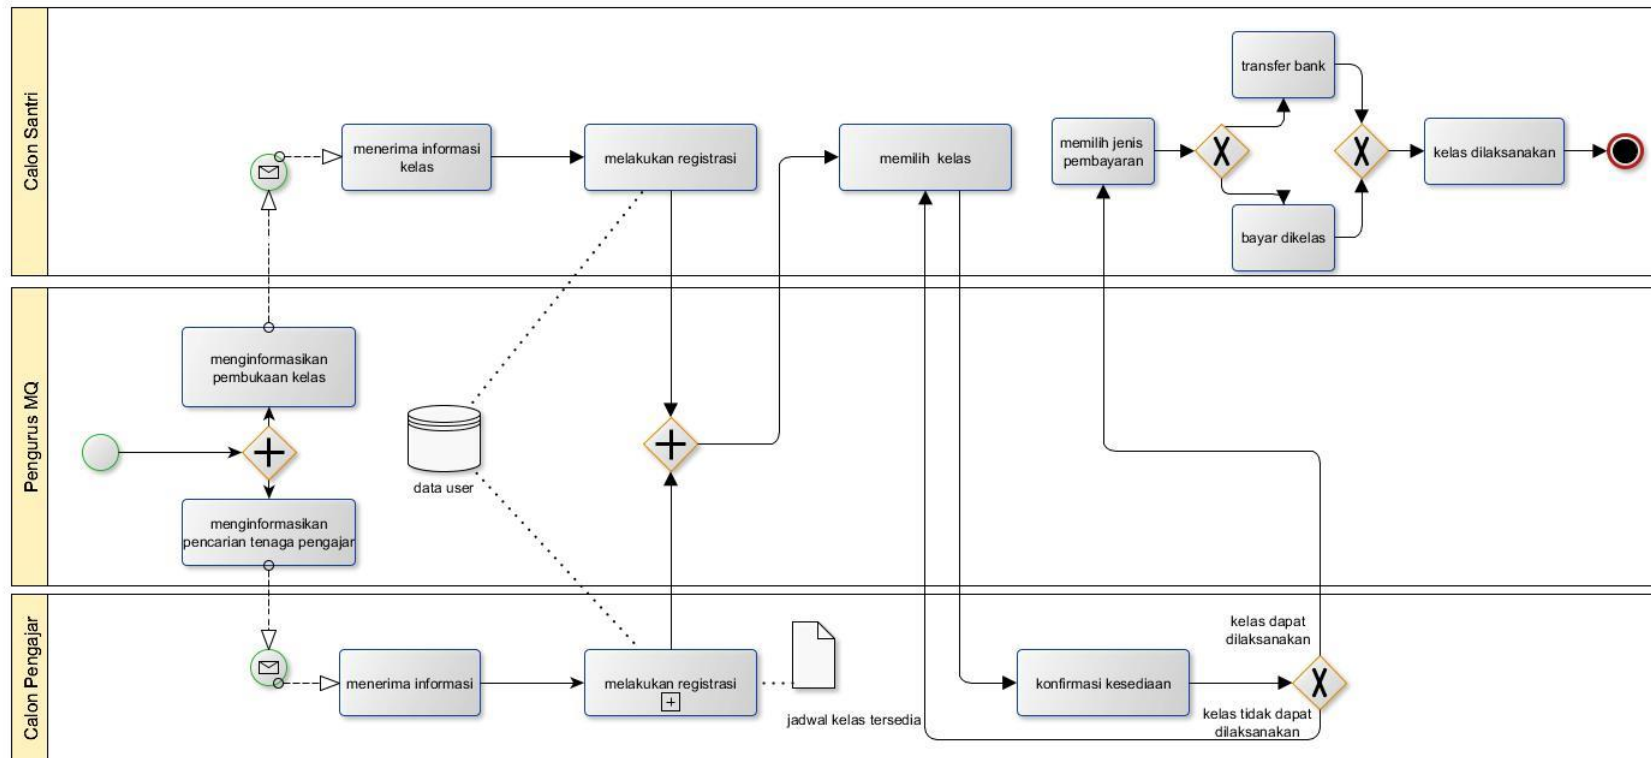 Calon Santri
transfer bank
menerima informasi
kelas
melakukan registrasi
memilih kelas
memilih jenis
pembayaran
kelas dilaksanakan
bayar dikelas
Pengurus MQ
menginformasikan
pembukaan kelas
data user
menginformasikan
pencarian tenaga pengajar
Calon Pengajar
menerima informasi
melakukan registrasi
jadwal kelas tersedia
konfirmasi kesediaan
kelas dapat
dilaksanakan
kelas tidak dapat
dilaksanakan